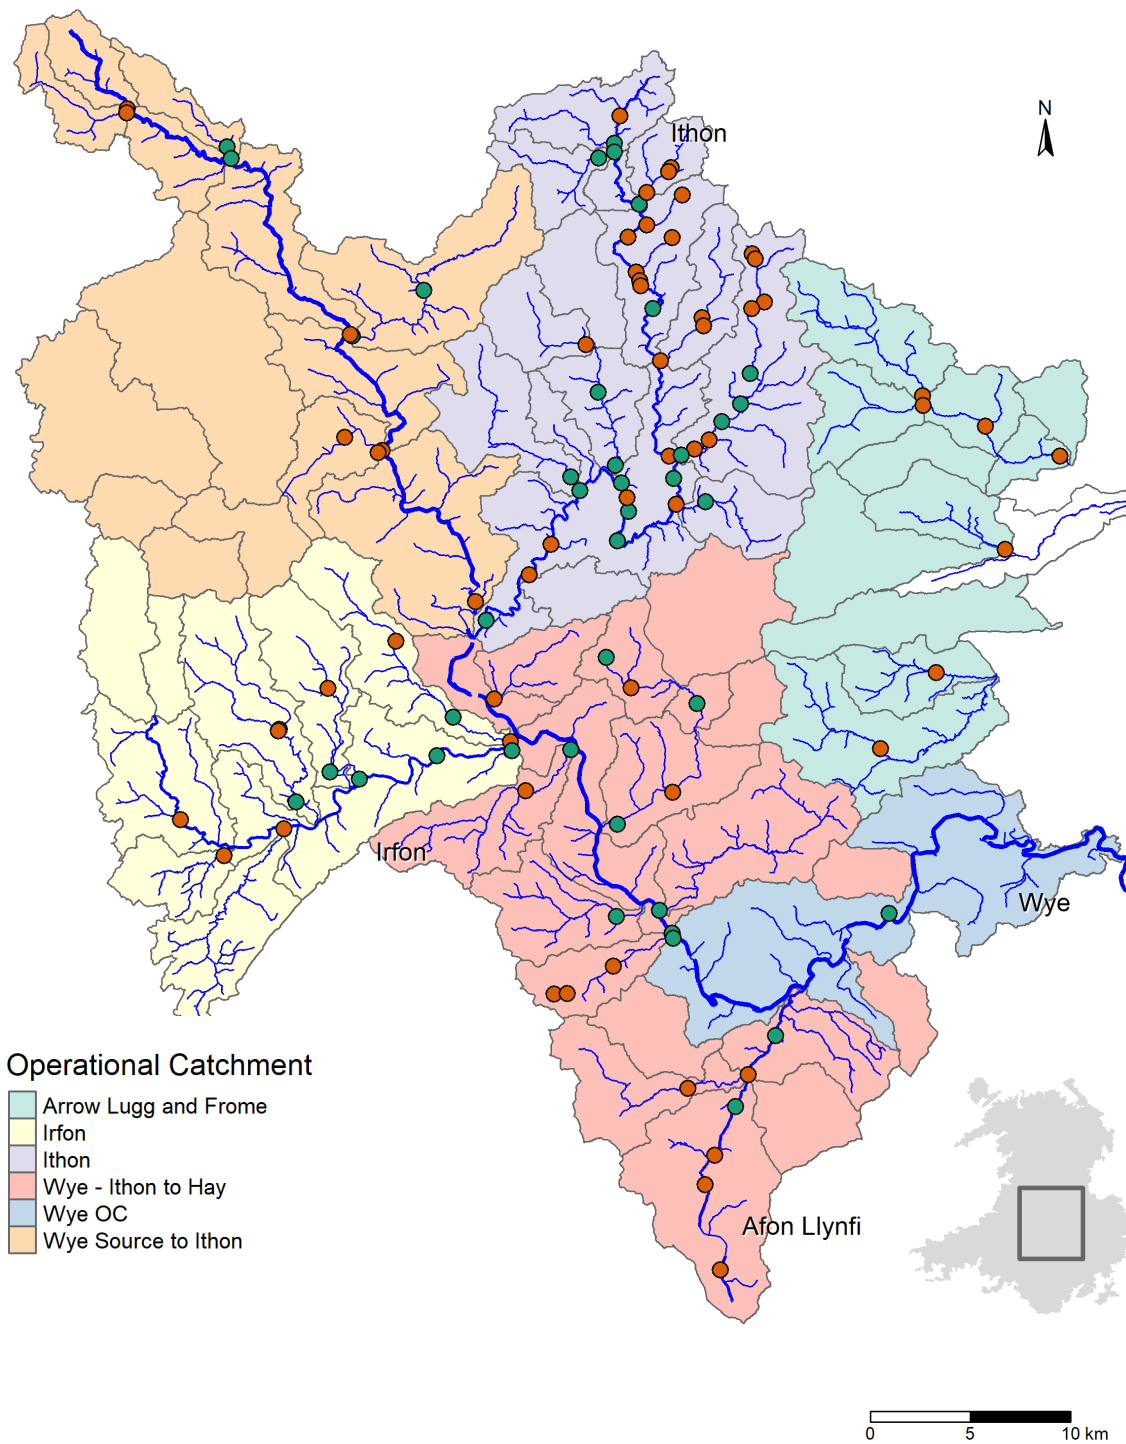 N
Ithon
Irfon
Wye
Operational Catchment
Arrow Lugg and Frome
Irfon
Ithon
Wye - Ithon to Hay
Wye OC
Wye Source to Ithon
Afon Llynfi
0 5 10 km